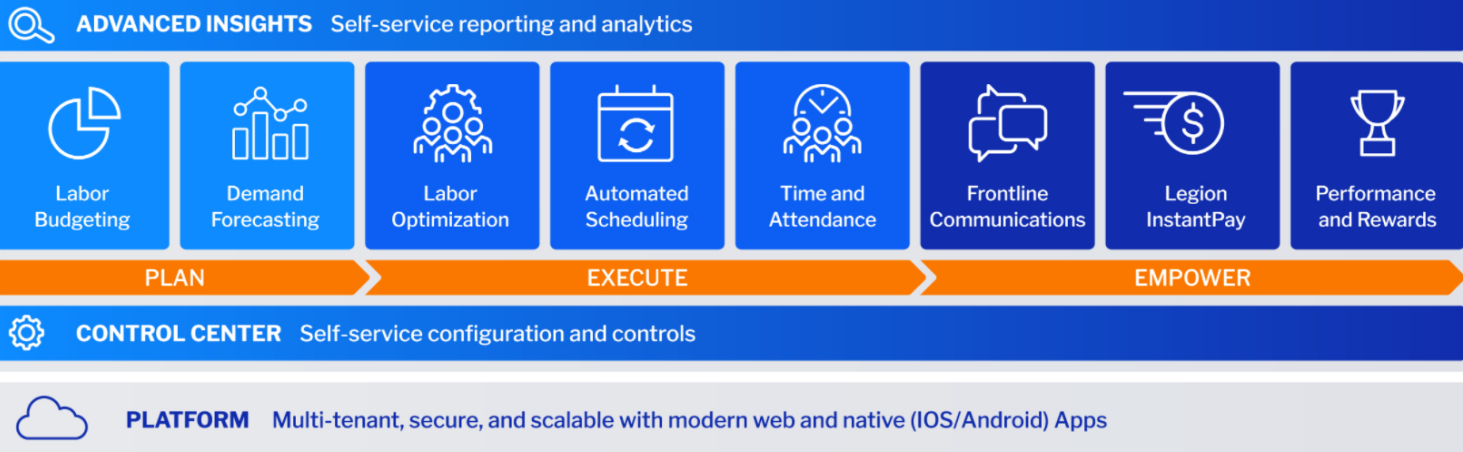 ADVANCED INSIGHTS Self-service reporting and analytics
Labor
Budgeting
Demand
Forecasting
Labor
Optimization
Automated
Scheduling
Time and
Attendance
Frontline
Communications
$
Legion
InstantPay
Performance
and Rewards
PLAN
EXECUTE
EMPOWER
CONTROL CENTER Self-service configuration and controls
PLATFORM Multi-tenant, secure, and scalable with modern web and native (IOS/Android) Apps